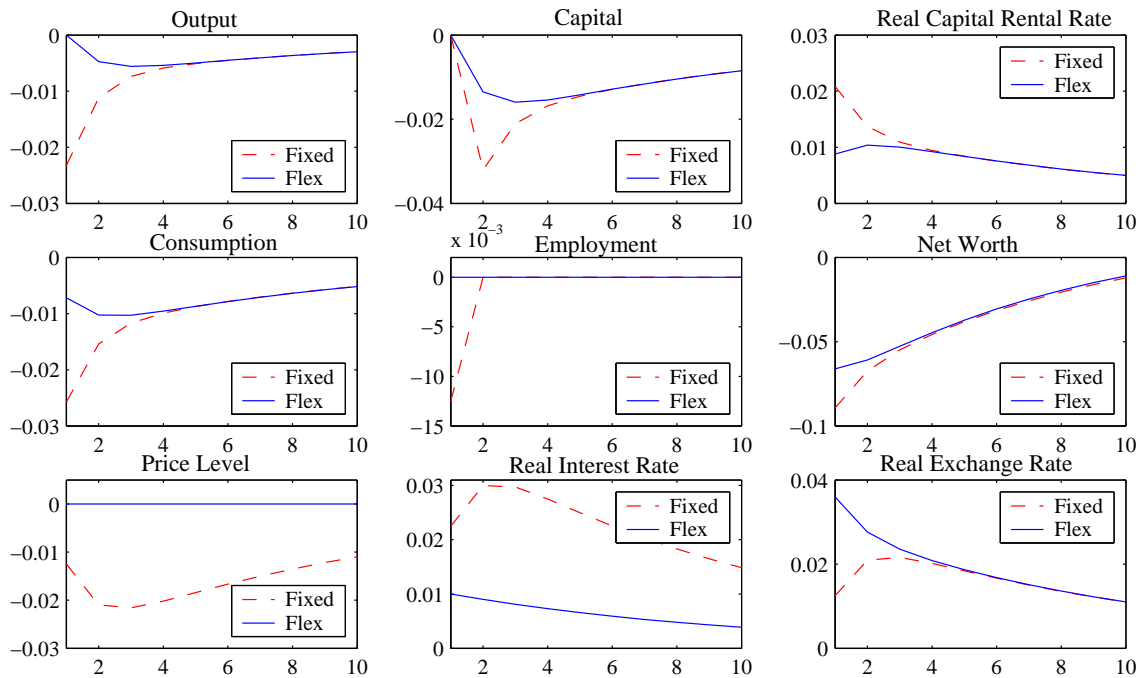 Output
0
−0.01
−0.02
−0.03
2 4 6 8 10
Fixed
Flex
Capital
0
−0.02
−0.04
2 4 6 8 10
Fixed
Flex
Real Capital Rental Rate
0.03
0.02
0.01
0
2 4 6 8 10
Fixed
Flex
Consumption
0
−0.01
−0.02
−0.03
2 4 6 8 10
Fixed
Flex
x 10−3
Employment
0
−5
−10
−15
2 4 6 8 10
Fixed
Flex
Net Worth
0
−0.05
−0.1
2 4 6 8 10
Fixed
Flex
Price Level
0
−0.01
−0.02
−0.03
2 4 6 8 10
Fixed
Flex
Real Interest Rate
0.03
0.02
0.01
0
2 4 6 8 10
Fixed
Flex
Real Exchange Rate
0.04
0.02
0
2 4 6 8 10
Fixed
Flex